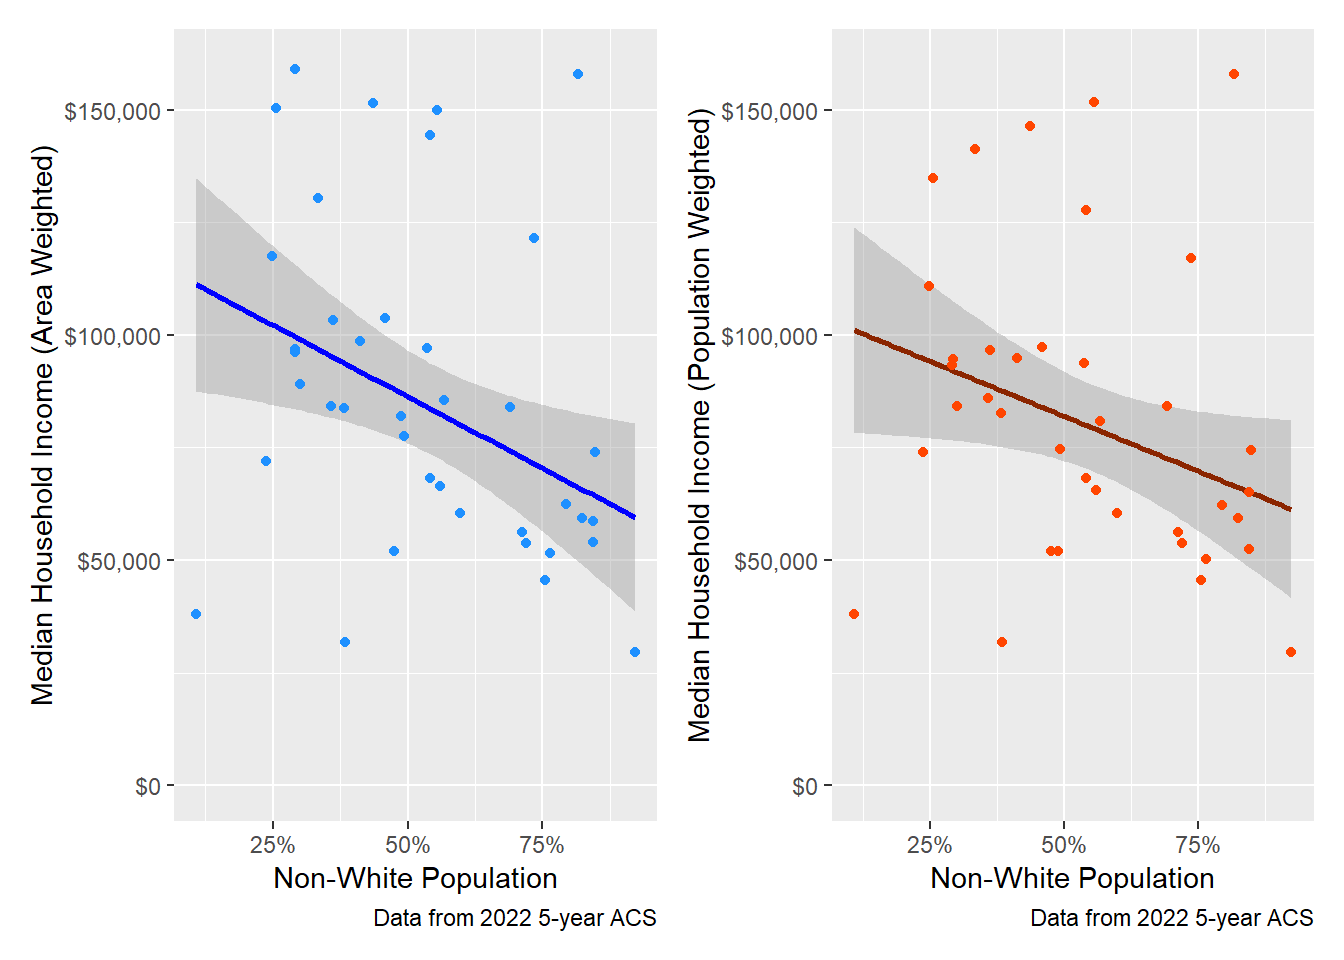 Median Household Income (Area Weighted)
$150,000
$100,000
$50,000
$0
25%
50%
75%
Non-White Population
Data from 2022 5-year ACS
Median Household Income (Population Weighted)
$150,000
$100,000
$50,000
$0
25%
50%
75%
Non-White Population
Data from 2022 5-year ACS